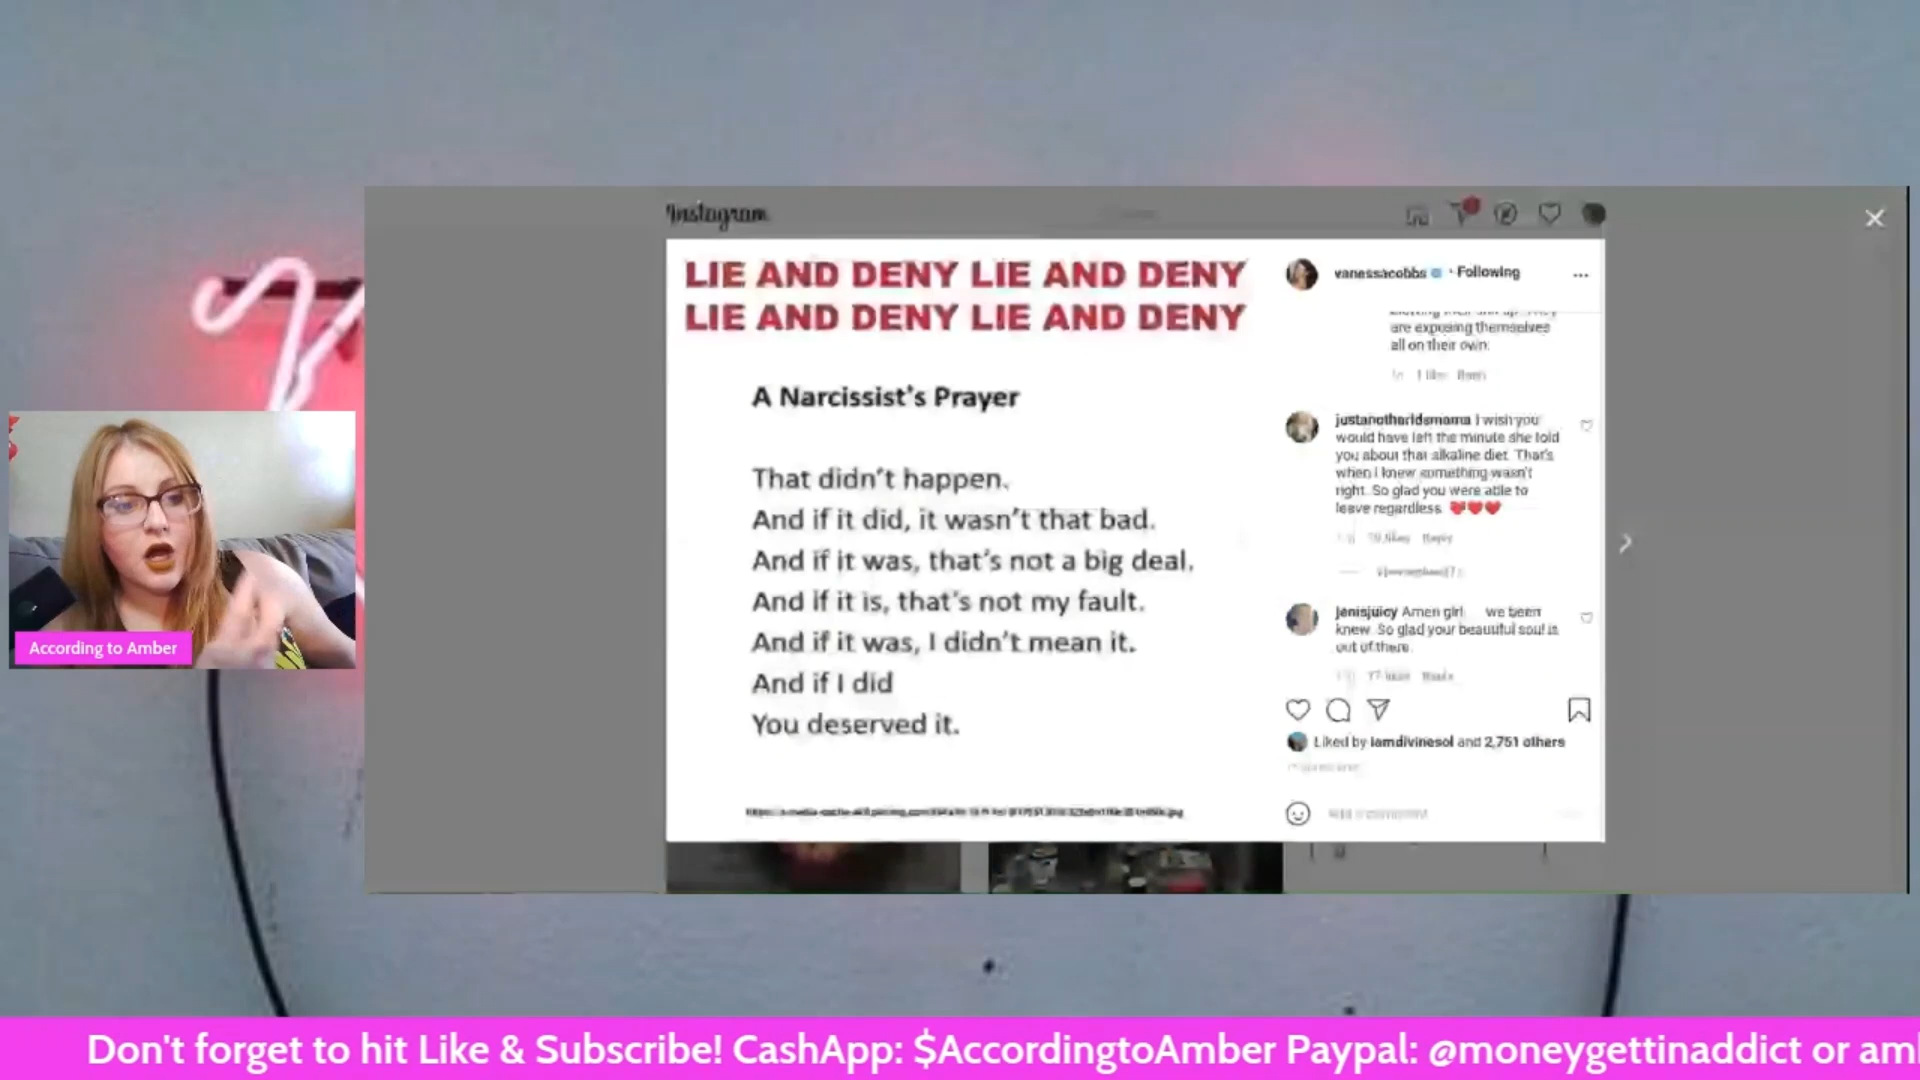 Instagram
LIE AND DENY LIE AND DENY
LIE AND DENY LIE AND DENY
A Narcissist's Prayer
That didn't happen.
And if it did, it wasn't that bad.
And if it was, that's not a big deal.
And if it is, that's not my fault.
And if it was, I didn't mean it.
And if I did
You deserved it.
vanessacobbs • Following
are exposing themselves
all on their own.
1 like Reply
I wish you
would have left the minute she told
you about that alkaline diet. That's
when I knew something wasn't
right. So glad you were able to
leave regardless. ❤️❤️❤️
Reply
janisjuicy Amen girl we been
knew. So glad your beautiful soul is
out of there.
Liked by iamdivinesol and 2,751 others
Add a comment
According to Amber
Don't forget to hit Like & Subscribe! CashApp: $AccordingtoAmber Paypal: @moneygettinaddict or am